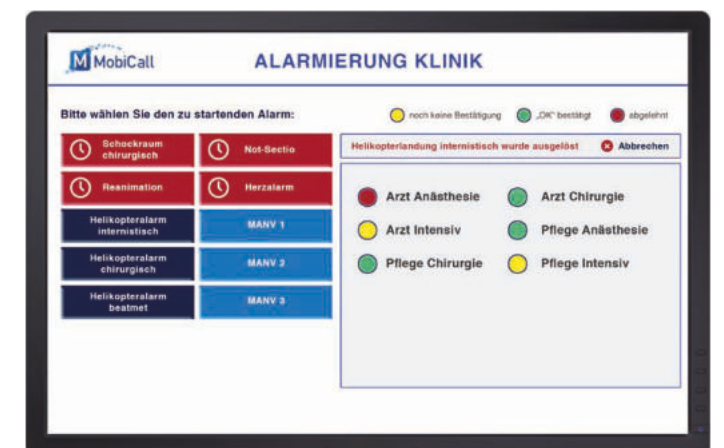 MobiCall
ALARMIERUNG KLINIK
Bitte wählen Sie den zu startenden Alarm:
noch keine Bestätigung
„OK" bestätigt
abgelehnt
Schockraum
chirurgisch
Not-Sectio
Reanimation
Herzalarm
Helikopteralarm
internistisch
MANV 1
Helikopteralarm
chirurgisch
MANV 2
Helikopteralarm
beatmet
MANV 3
Helikopterlandung internistisch wurde ausgelöst
Abbrechen
Arzt Anästhesie
Arzt Chirurgie
Arzt Intensiv
Pflege Anästhesie
Pflege Chirurgie
Pflege Intensiv